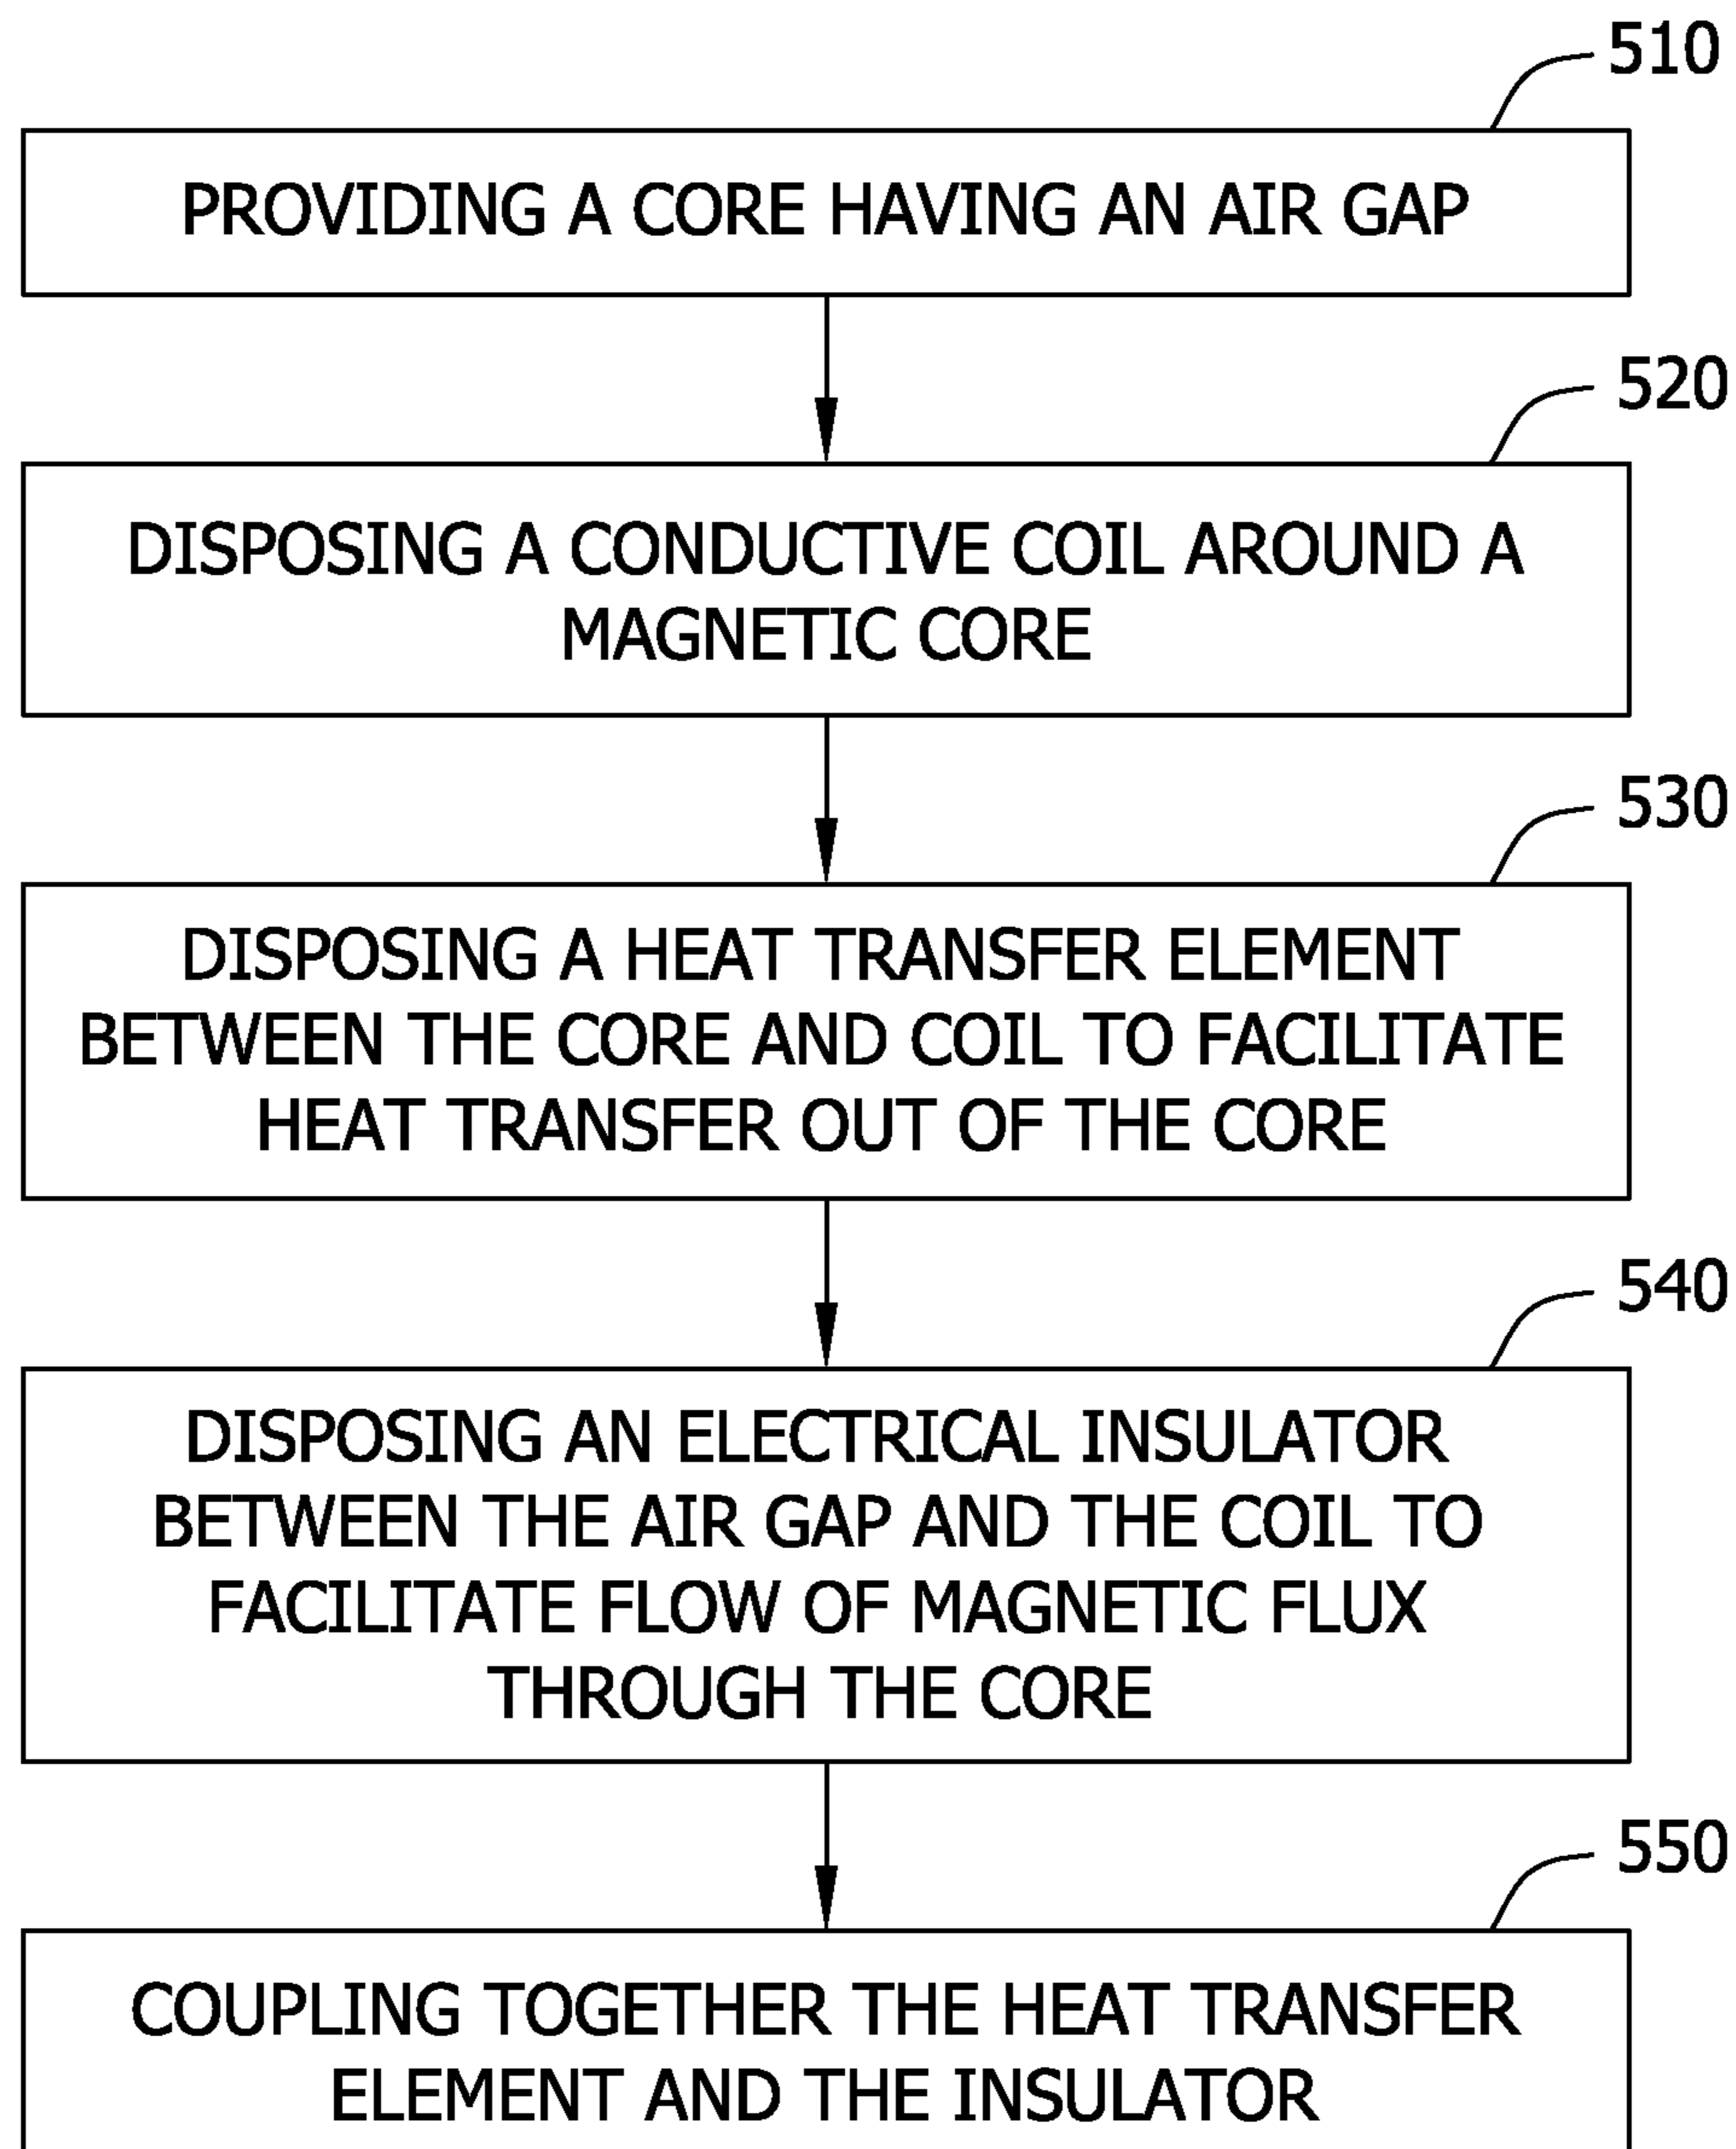 510
PROVIDING A CORE HAVING AN AIR GAP
520
DISPOSING A CONDUCTIVE COIL AROUND A
MAGNETIC CORE
530
DISPOSING A HEAT TRANSFER ELEMENT
BETWEEN THE CORE AND COIL TO FACILITATE
HEAT TRANSFER OUT OF THE CORE
540
DISPOSING AN ELECTRICAL INSULATOR
BETWEEN THE AIR GAP AND THE COIL TO
FACILITATE FLOW OF MAGNETIC FLUX
THROUGH THE CORE
550
COUPLING TOGETHER THE HEAT TRANSFER
ELEMENT AND THE INSULATOR